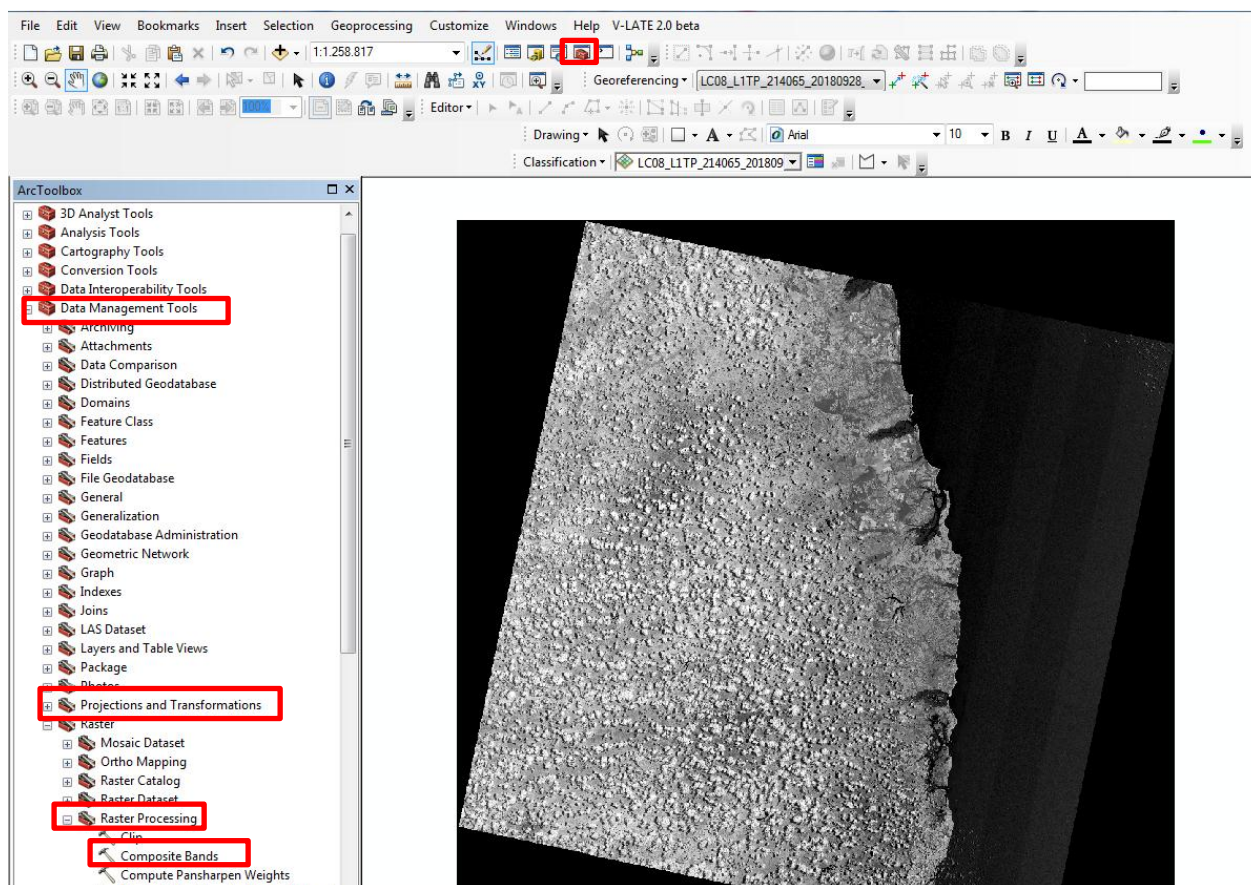 File Edit View Bookmarks Insert Selection Geoprocessing Customize Windows Help V-LATE 2.0 beta
1:1.258.817
Georeferencing LC08_L1TP_214065_20180928_
100% Editor
Drawing A Arial 10 B I U A
Classification LC08_L1TP_214065_201809
ArcToolbox
3D Analyst Tools
Analysis Tools
Cartography Tools
Conversion Tools
Data Interoperability Tools
Data Management Tools
Archiving
Attachments
Data Comparison
Distributed Geodatabase
Domains
Feature Class
Features
Fields
File Geodatabase
General
Generalization
Geodatabase Administration
Geometric Network
Graph
Indexes
Joins
LAS Dataset
Layers and Table Views
Package
Photos
Projections and Transformations
Raster
Mosaic Dataset
Ortho Mapping
Raster Catalog
Raster Dataset
Raster Processing
Clip
Composite Bands
Compute Pansharpen Weights